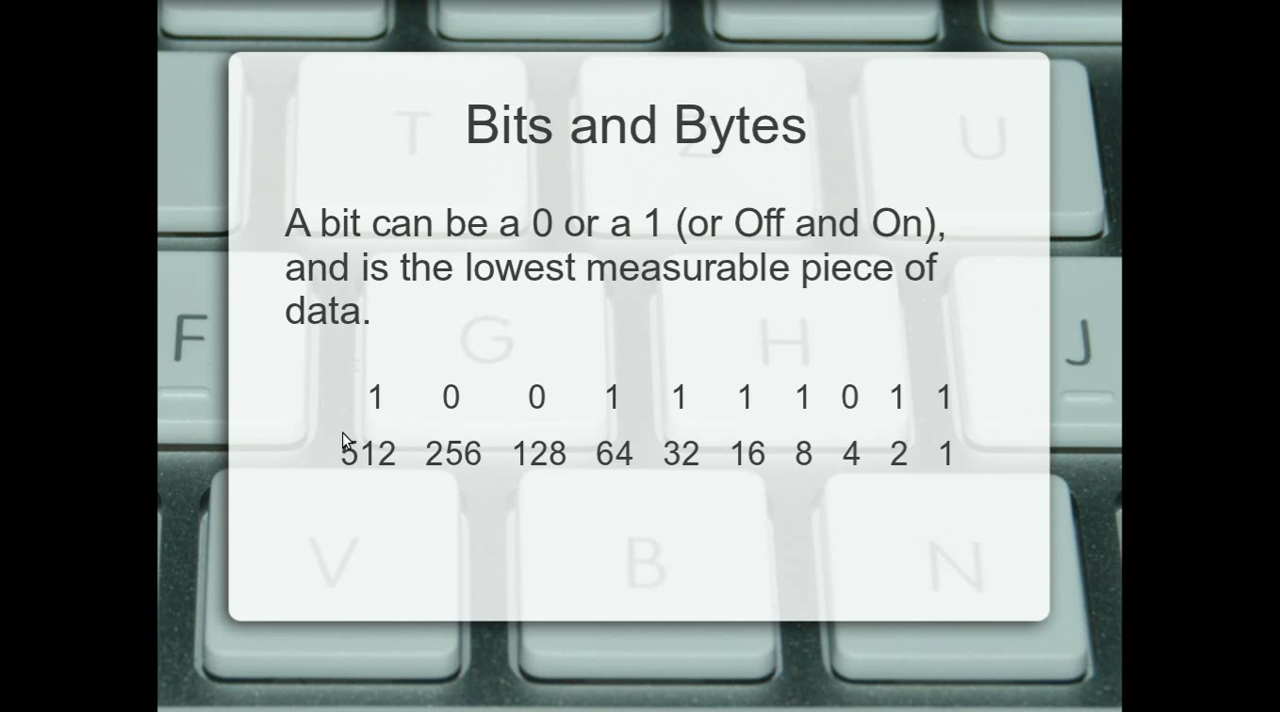 T Z U
Bits and Bytes
A bit can be a 0 or a 1 (or Off and On),
and is the lowest measurable piece of
data.
F G H J
1 0 0 1 1 1 1 0 1 1
512 256 128 64 32 16 8 4 2 1
V B N